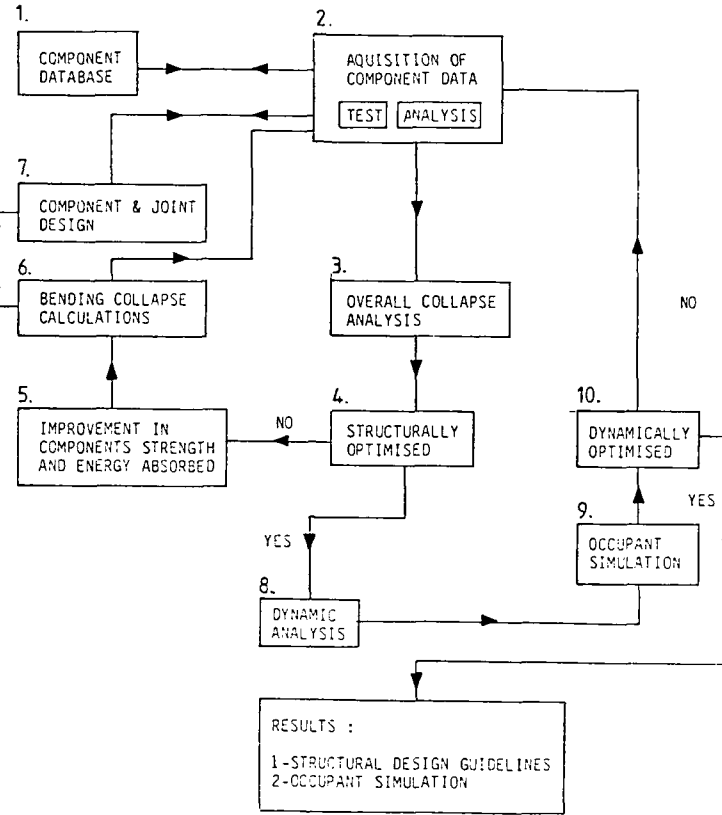 1.
COMPONENT
DATABASE
2.
AQUISITION OF
COMPONENT DATA
TEST
ANALYSIS
7.
COMPONENT & JOINT
DESIGN
6.
BENDING COLLAPSE
CALCULATIONS
3.
OVERALL COLLAPSE
ANALYSIS
5.
IMPROVEMENT IN
COMPONENTS STRENGTH
AND ENERGY ABSORBED
NO
4.
STRUCTURALLY
OPTIMISED
NO
10.
DYNAMICALLY
OPTIMISED
YES
9.
OCCUPANT
SIMULATION
YES
8.
DYNAMIC
ANALYSIS
RESULTS :
1-STRUCTURAL DESIGN GUIDELINES
2-OCCUPANT SIMULATION